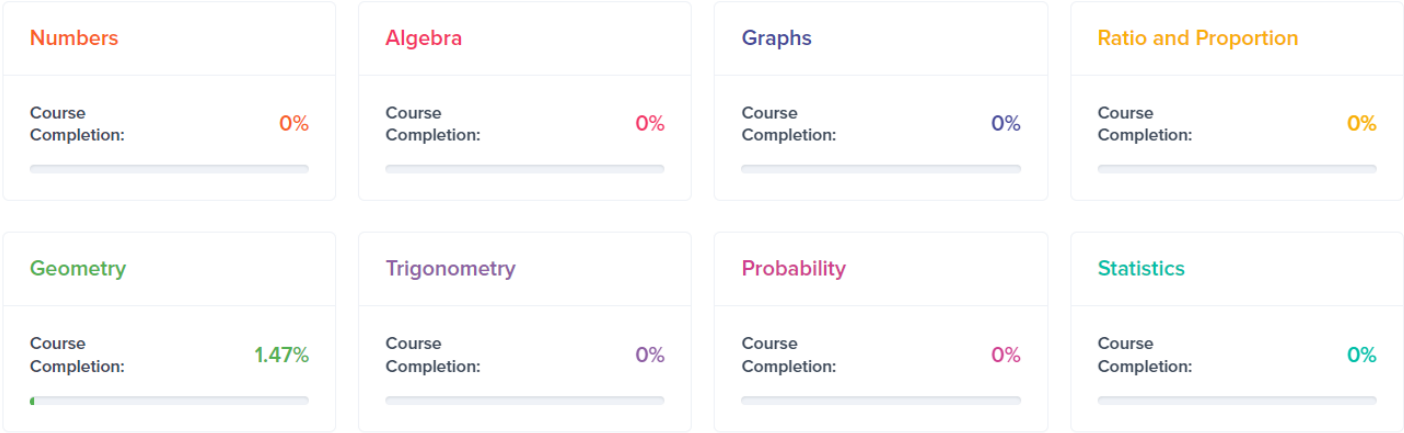 Numbers
Algebra
Graphs
Ratio and Proportion
Course
Completion:
0%
Course
Completion:
0%
Course
Completion:
0%
Course
Completion:
0%
Geometry
Trigonometry
Probability
Statistics
Course
Completion:
1.47%
Course
Completion:
0%
Course
Completion:
0%
Course
Completion:
0%